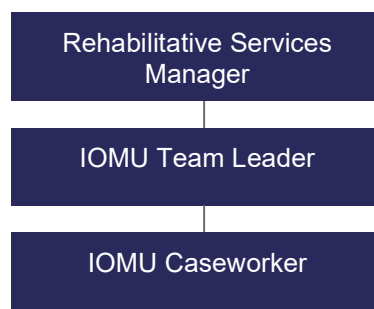 Rehabilitative Services
Manager
IOMU Team Leader
IOMU Caseworker